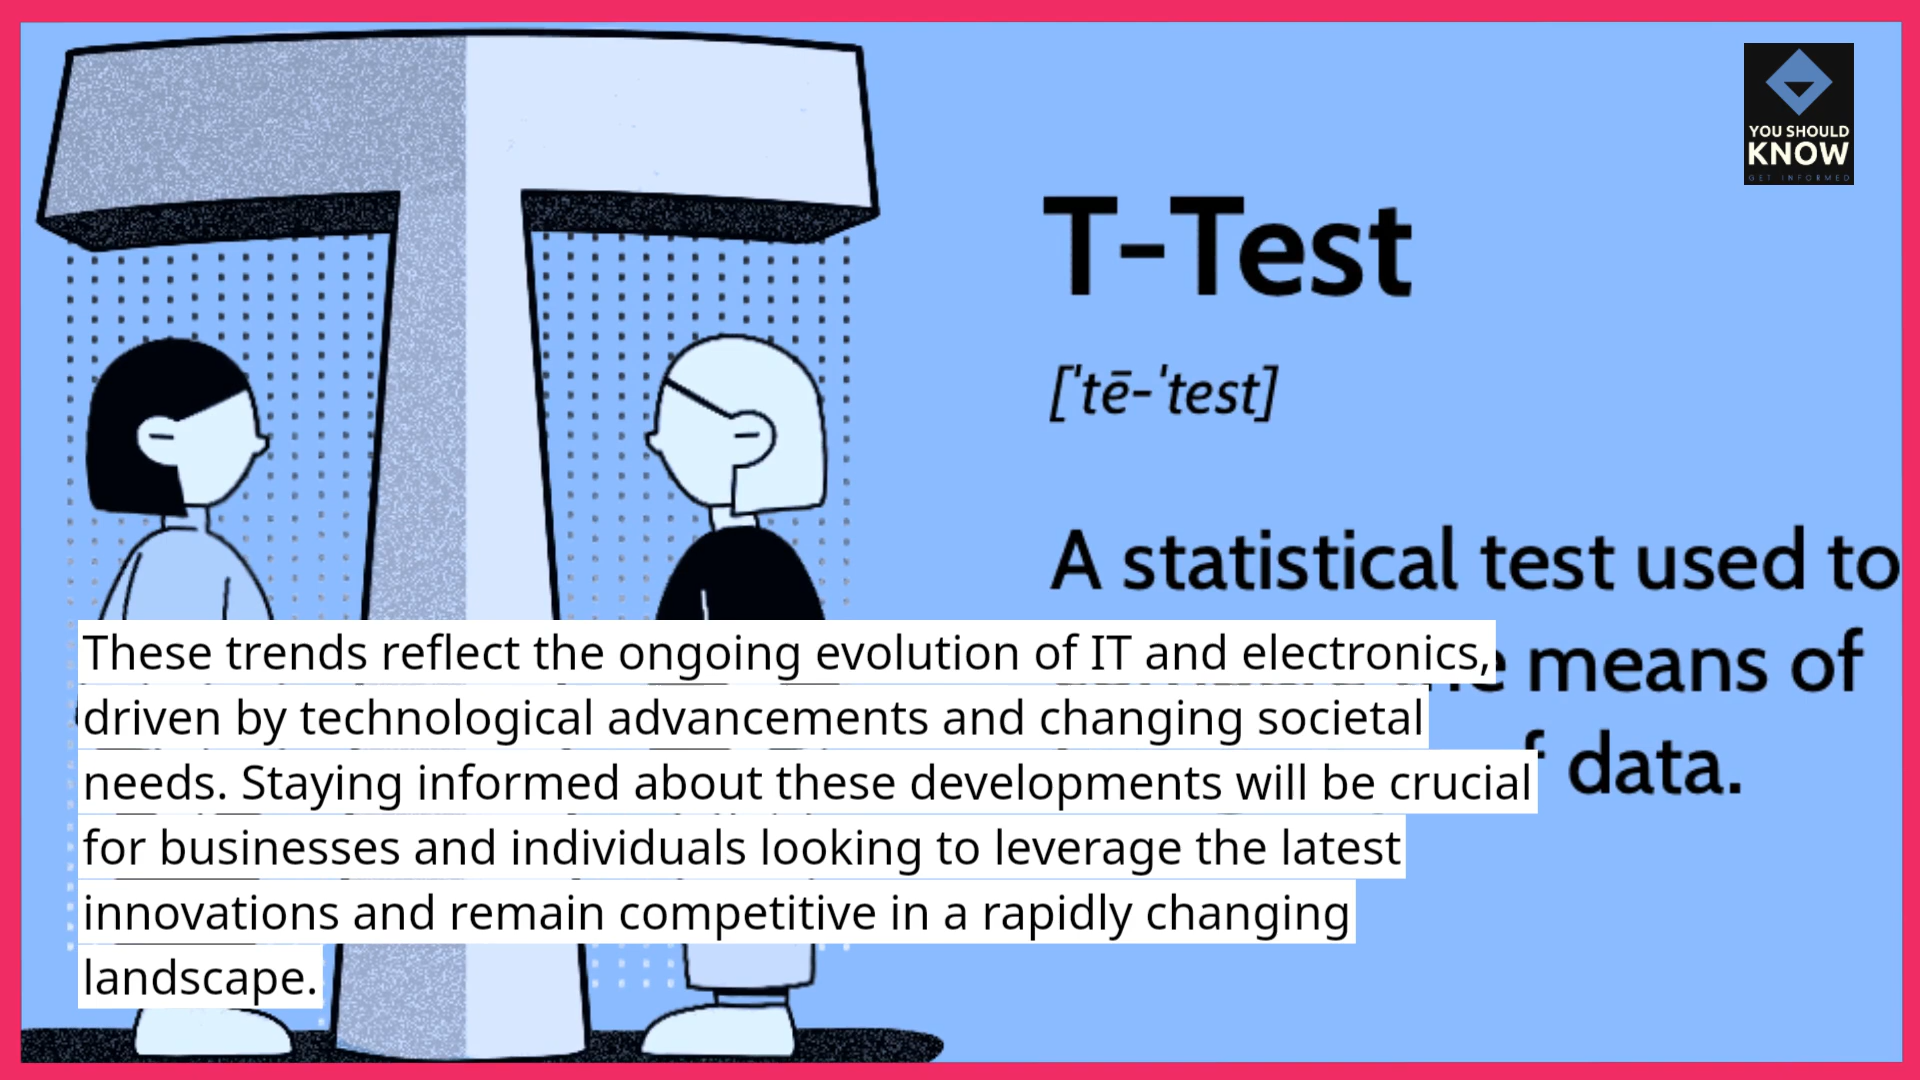 YOU SHOULD
KNOW
GET INFORMED
T-Test
['tē-'test]
A statistical test used to
means of
data.
These trends reflect the ongoing evolution of IT and electronics,
driven by technological advancements and changing societal
needs. Staying informed about these developments will be crucial
for businesses and individuals looking to leverage the latest
innovations and remain competitive in a rapidly changing
landscape.